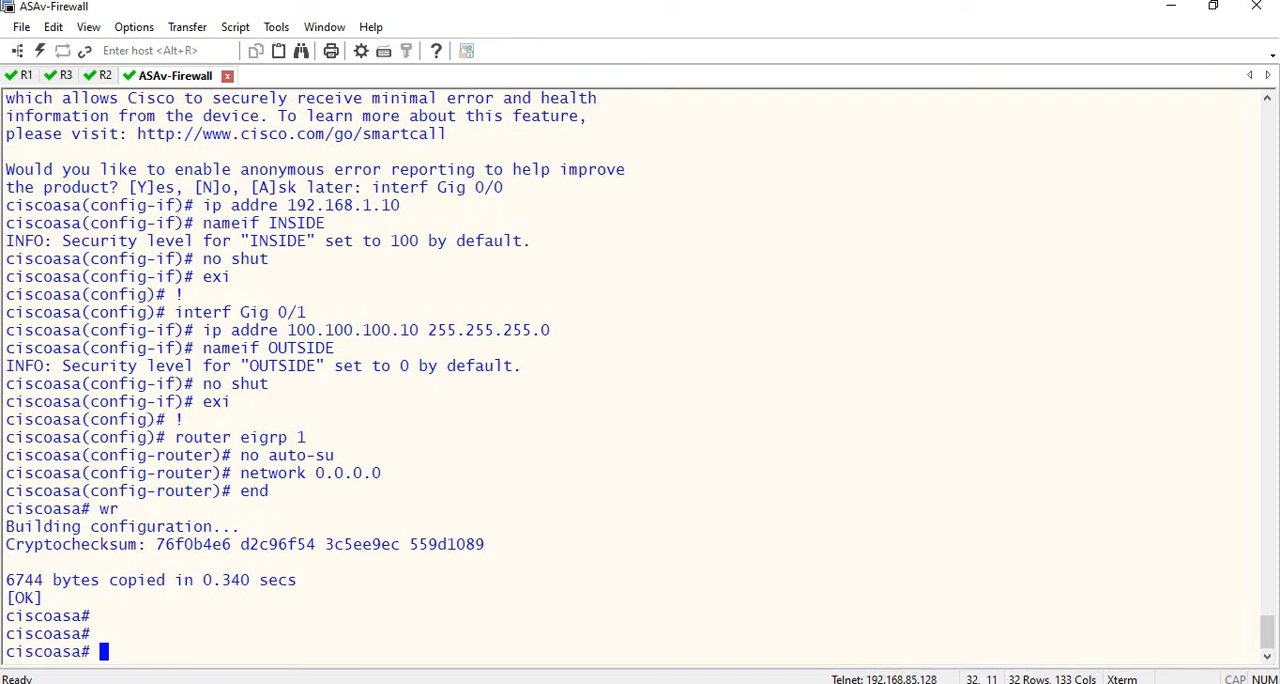 ASAv-Firewall
File Edit View Options Transfer Script Tools Window Help
Enter host <Alt+R>
R1 R3 R2 ASAv-Firewall
which allows Cisco to securely receive minimal error and health
information from the device. To learn more about this feature,
please visit: http://www.cisco.com/go/smartcall
Would you like to enable anonymous error reporting to help improve
the product? [Y]es, [N]o, [A]sk later: interf Gig 0/0
ciscoasa(config-if)# ip addre 192.168.1.10
ciscoasa(config-if)# nameif INSIDE
INFO: Security level for "INSIDE" set to 100 by default.
ciscoasa(config-if)# no shut
ciscoasa(config-if)# exi
ciscoasa(config)# !
ciscoasa(config)# interf Gig 0/1
ciscoasa(config-if)# ip addre 100.100.100.10 255.255.255.0
ciscoasa(config-if)# nameif OUTSIDE
INFO: Security level for "OUTSIDE" set to 0 by default.
ciscoasa(config-if)# no shut
ciscoasa(config-if)# exi
ciscoasa(config)# !
ciscoasa(config)# router eigrp 1
ciscoasa(config-router)# no auto-su
ciscoasa(config-router)# network 0.0.0.0
ciscoasa(config-router)# end
ciscoasa# wr
Building configuration...
Cryptochecksum: 76f0b4e6 d2c96f54 3c5ee9ec 559d1089
6744 bytes copied in 0.340 secs
[OK]
ciscoasa#
ciscoasa#
ciscoasa#
Ready Telnet: 192.168.85.128 32, 11 32 Rows, 133 Cols Xterm CAP NUM